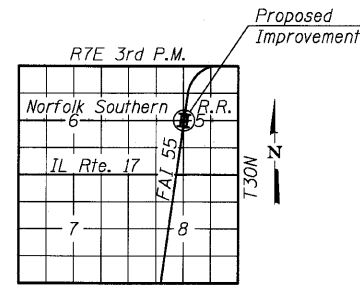 Proposed
Improvement
R7E 3rd P.M.
Norfolk Southern R.R.
6 5
IL Rte. 17
FAI 55
T30N
N
7 8